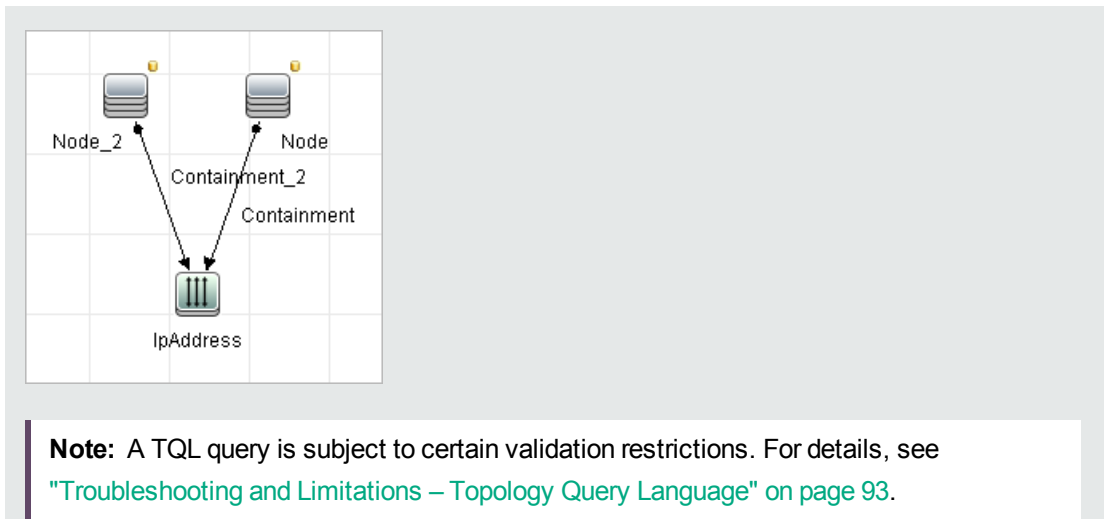 Node_2
Node
Containment_2
Containment
IpAddress
Note: A TQL query is subject to certain validation restrictions. For details, see
"Troubleshooting and Limitations – Topology Query Language" on page 93.